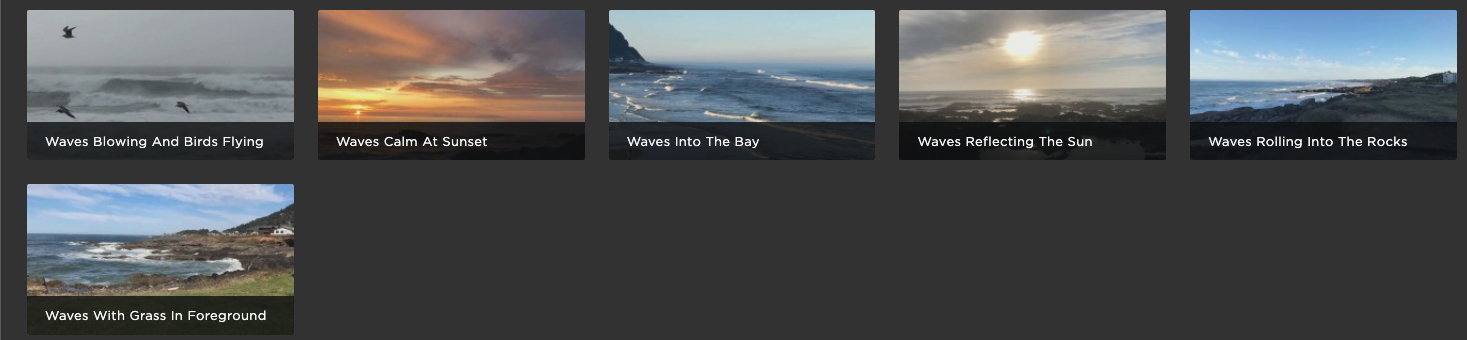 Waves Blowing And Birds Flying
Waves Calm At Sunset
Waves Into The Bay
Waves Reflecting The Sun
Waves Rolling Into The Rocks
Waves With Grass In Foreground